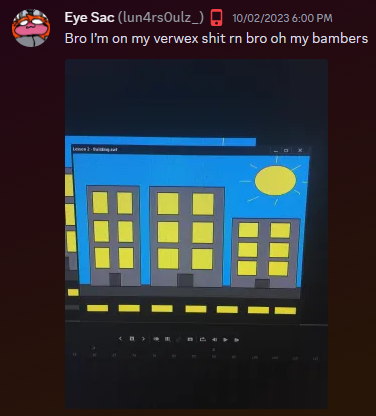 Eye Sac (lun4rs0ulz_) 10/02/2023 6:00 PM
Bro I'm on my verwex shit rn bro oh my bambers
Lesson 2 - Building.swf